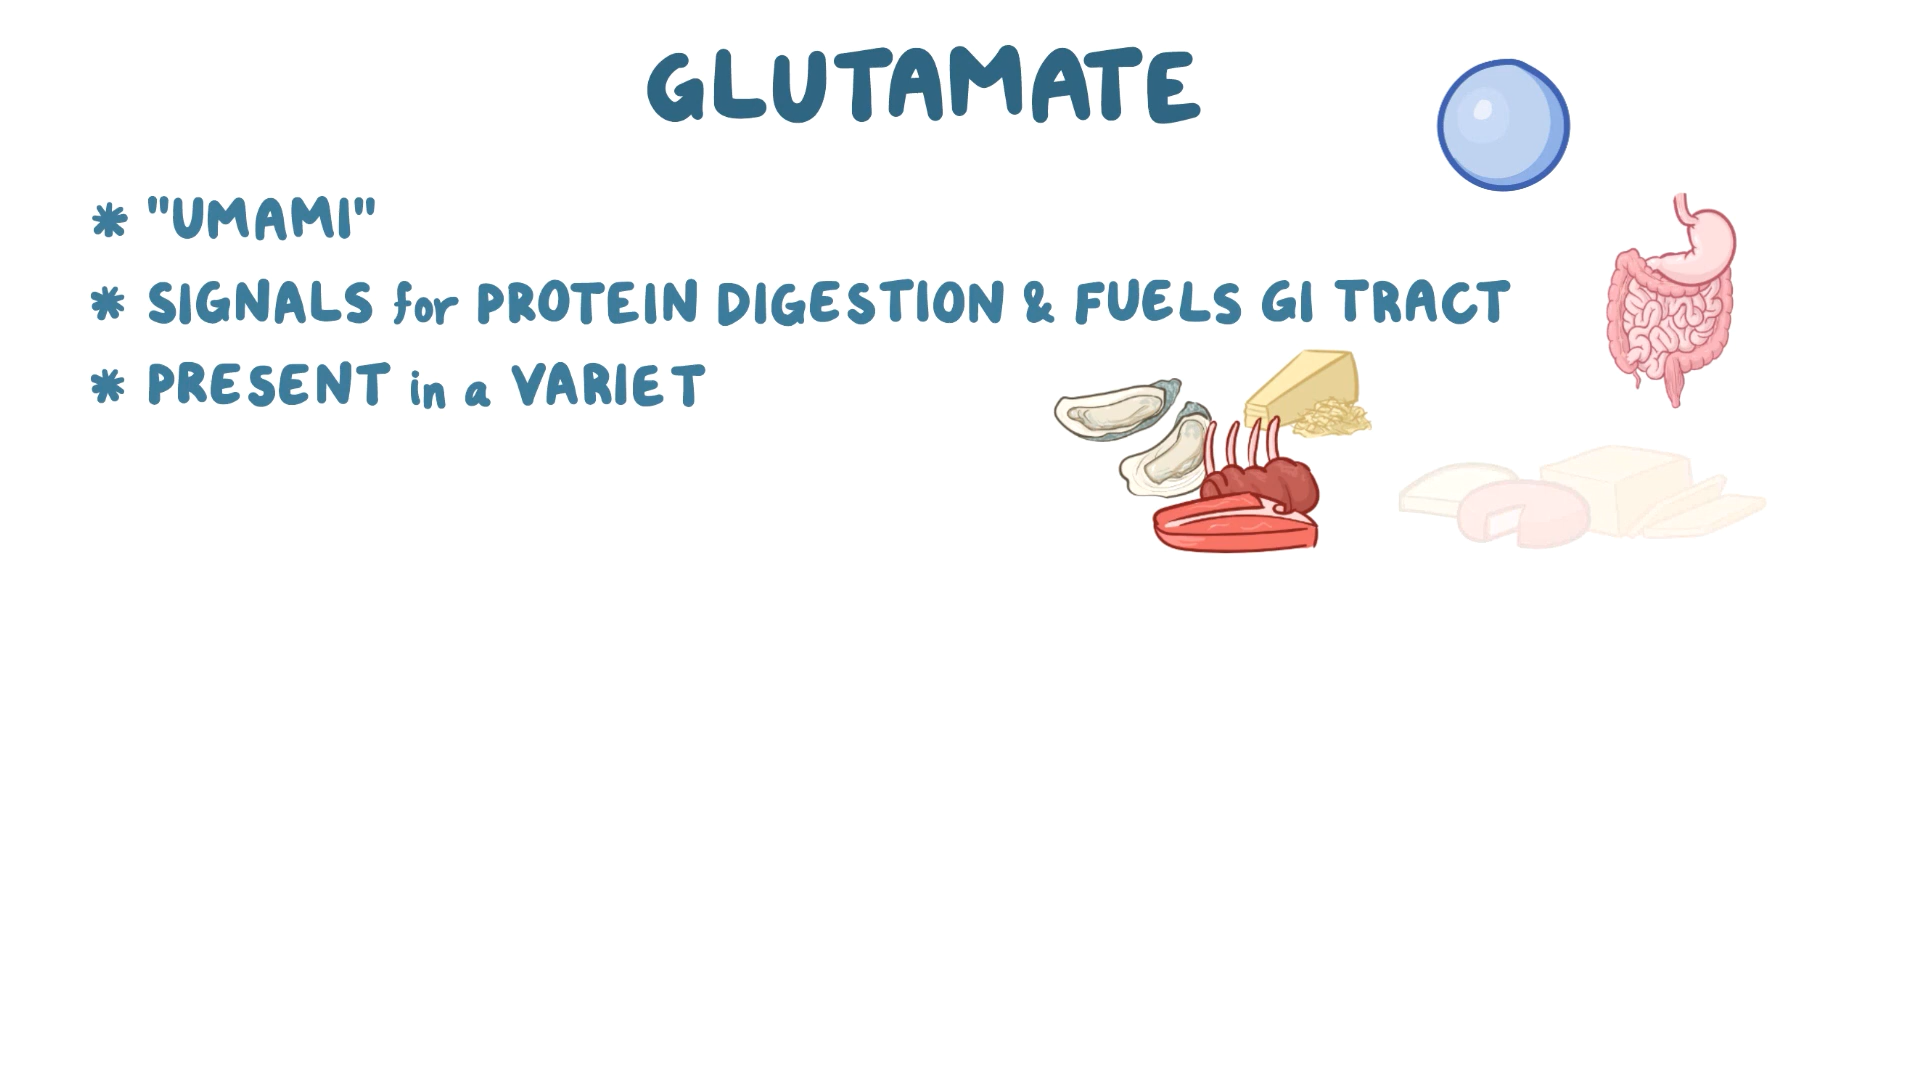 GLUTAMATE
* "UMAMI"
* SIGNALS for PROTEIN DIGESTION & FUELS GI TRACT
* PRESENT in a VARIET